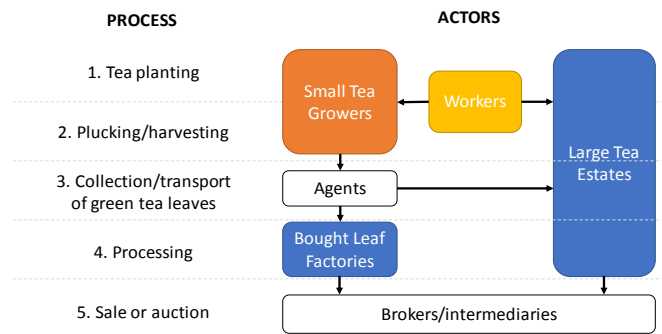 PROCESS
ACTORS
1. Tea planting
Small Tea
Growers
Workers
2. Plucking/harvesting
Large Tea
Estates
3. Collection/transport
of green tea leaves
Agents
4. Processing
Bought Leaf
Factories
5. Sale or auction
Brokers/intermediaries